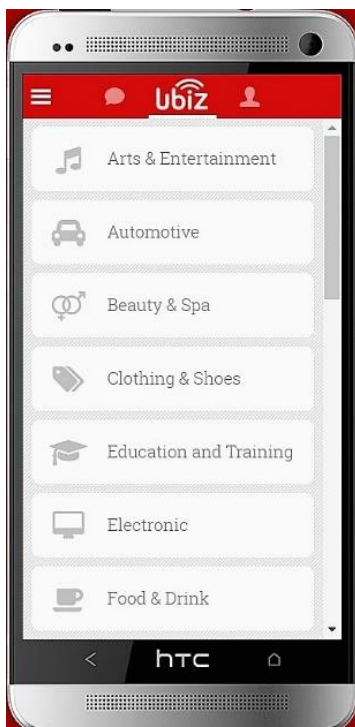 ubiz
Arts & Entertainment
Automotive
Beauty & Spa
Clothing & Shoes
Education and Training
Electronic
Food & Drink
hTC